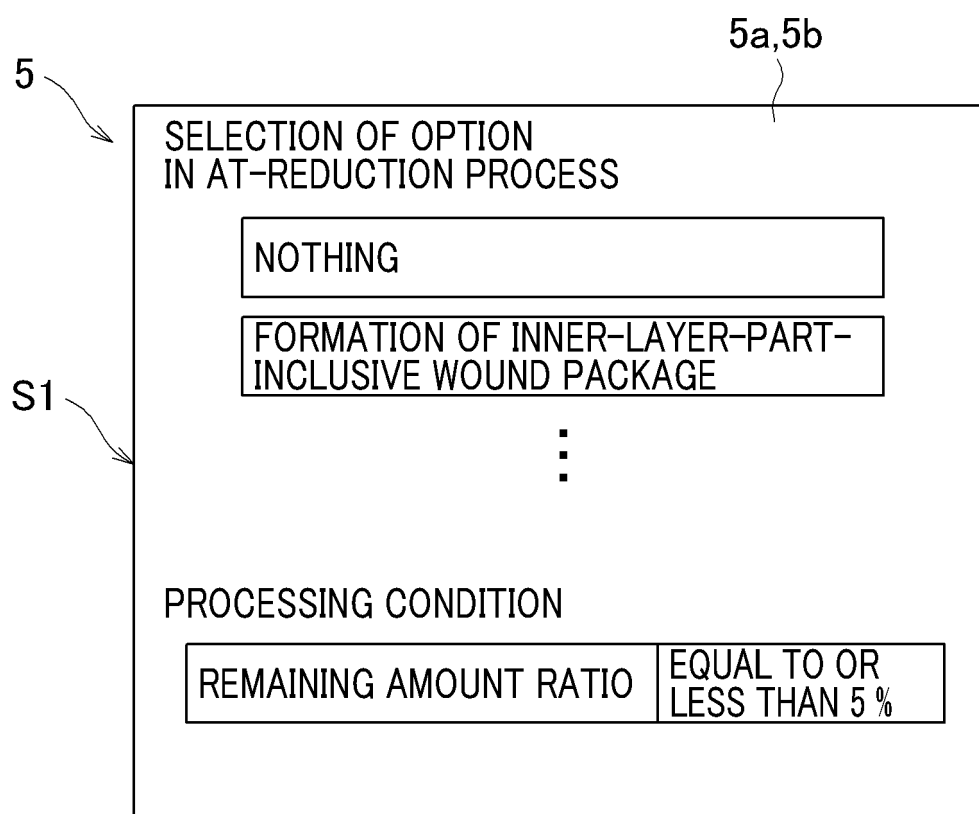 5a,5b
5
SELECTION OF OPTION
IN AT-REDUCTION PROCESS
NOTHING
FORMATION OF INNER-LAYER-PART-
INCLUSIVE WOUND PACKAGE
S1
PROCESSING CONDITION
REMAINING AMOUNT RATIO
EQUAL TO OR
LESS THAN 5 %